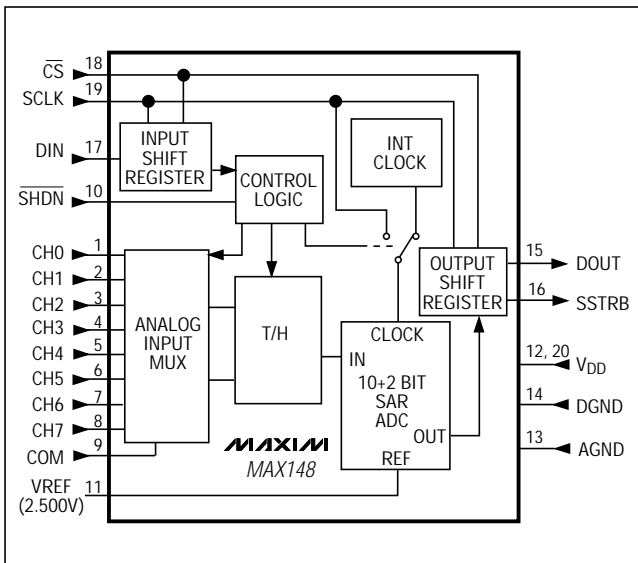 CS 18
SCLK 19
DIN 17
SHDN 10
CH0 1
CH1 2
CH2 3
CH3 4
CH4 5
CH5 6
CH6 7
CH7 8
COM 9
VREF 11
(2.500V)
INPUT
SHIFT
REGISTER
CONTROL
LOGIC
INT
CLOCK
ANALOG
INPUT
MUX
T/H
CLOCK
IN
10+2 BIT
SAR
ADC
OUT
REF
OUTPUT
SHIFT
REGISTER
MAXIM
MAX148
15 DOUT
16 SSTRB
12, 20 VDD
14 DGND
13 AGND